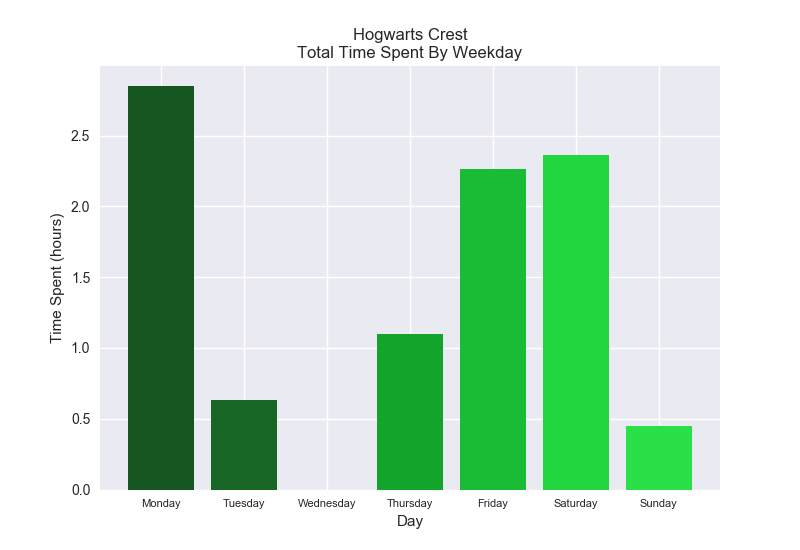 Hogwarts Crest
Total Time Spent By Weekday
Time Spent (hours)
2.5
2.0
1.5
1.0
0.5
0.0
Monday Tuesday Wednesday Thursday Friday Saturday Sunday
Day